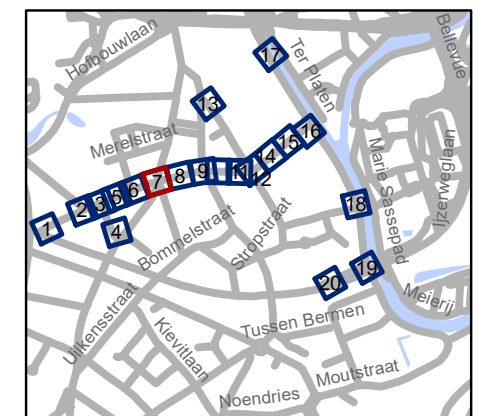 Hofbouwlaan
Ter Platen
Bellevue
17
13
Merelstraat
16
15
14
Marie Sassepad
Ijzerweglaan
12
11
9
8
7
6
5
3
2
1
4
18
Bommelstraat
Stropstraat
19
20
Uilkensstraat
Meierij
Kievitlaan
Tussen Bermen
Moutstraat
Noendries